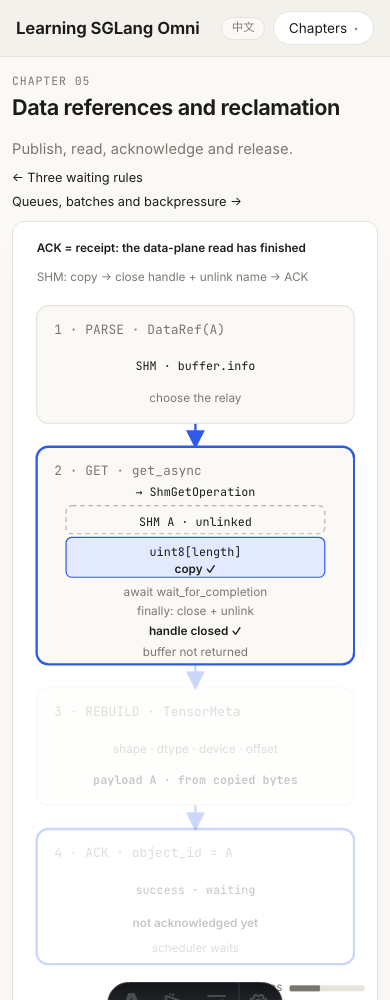 Learning SGLang Omni
中文
Chapters
CHAPTER 05
Data references and reclamation
Publish, read, acknowledge and release.
← Three waiting rules
Queues, batches and backpressure →
ACK = receipt: the data-plane read has finished
SHM: copy → close handle + unlink name → ACK
1 · PARSE · DataRef(A)
SHM · buffer.info
choose the relay
2 · GET · get_async
→ ShmGetOperation
SHM A · unlinked
uint8[length]
copy ✓
await wait_for_completion
finally: close + unlink
handle closed ✓
buffer not returned
3 · REBUILD · TensorMeta
shape · dtype · device · offset
payload A · from copied bytes
4 · ACK · object_id = A
success · waiting
not acknowledged yet
scheduler waits